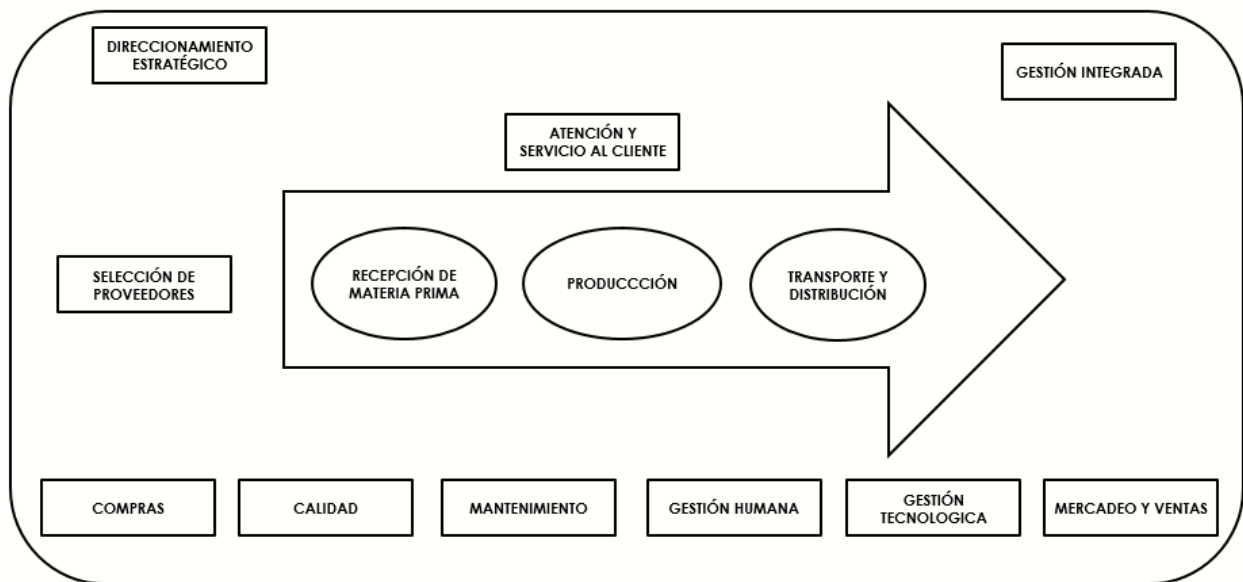 DIRECCIONAMIENTO
ESTRATÉGICO
GESTIÓN INTEGRADA
ATENCIÓN Y
SERVICIO AL CLIENTE
SELECCIÓN DE
PROVEEDORES
RECEPCIÓN DE
MATERIA PRIMA
PRODUCCCIÓN
TRANSPORTE Y
DISTRIBUCIÓN
COMPRAS
CALIDAD
MANTENIMIENTO
GESTIÓN HUMANA
GESTIÓN
TECNOLOGICA
MERCADEO Y VENTAS